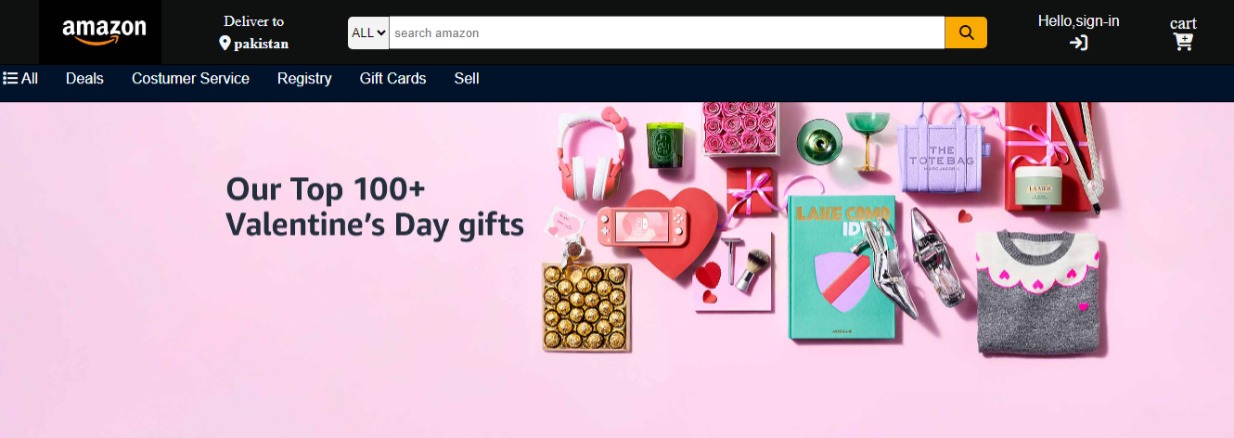 amazon
Deliver to
pakistan
ALL
search amazon
Hello,sign-in
cart
All
Deals
Costumer Service
Registry
Gift Cards
Sell
Our Top 100+
Valentine's Day gifts
THE
TOTE BAG
MARC JACOBS
LA MER
LAKE COMO
IDYLL